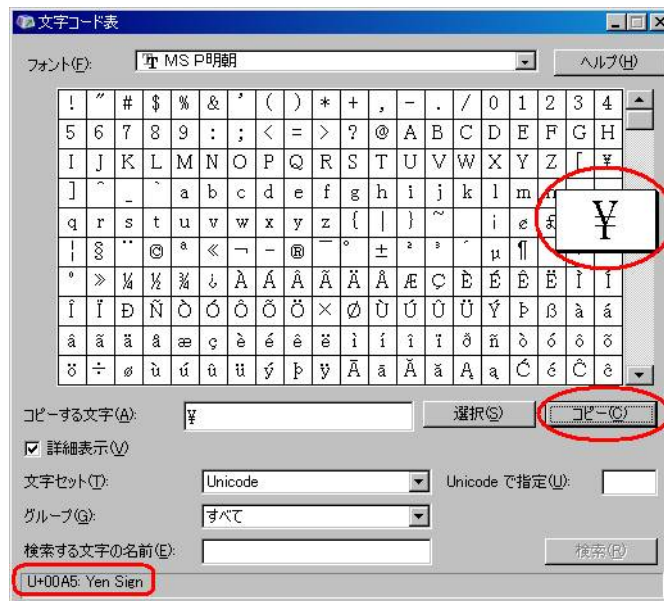 文字コード表
フォント(F): MS P明朝 ヘルプ(H)
! " # $ % & ' ( ) * + , - . / 0 1 2 3 4
5 6 7 8 9 : ; < = > ? @ A B C D E F G H
I J K L M N O P Q R S T U V W X Y Z [ ¥
] ^ _ ` a b c d e f g h i j k l m
q r s t u v w x y z { | } ~ ¡ ¢ £ ¥
¦ § ¨ © ª « ¬ - ® ¯ ° ± ² ³ ´ µ ¶
º » ¼ ½ ¾ ¿ À Á Â Ã Ä Å Æ Ç È É Ê Ë Ì Í
Î Ï Ð Ñ Ò Ó Ô Õ Ö × Ø Ù Ú Û Ü Ý Þ ß à á
â ã ä å æ ç è é ê ë ì í î ï ð ñ ò ó ô õ
ö ÷ ø ù ú û ü ý þ ÿ Ā ā Ă ă Ą ą Ć ć Ĉ ĉ
コピーする文字(A): ¥ 選択(S) コピー(C)
詳細表示(V)
文字セット(T): Unicode Unicode で指定(U):
グループ(G): すべて
検索する文字の名前(E): 検索(R)
U+00A5: Yen Sign